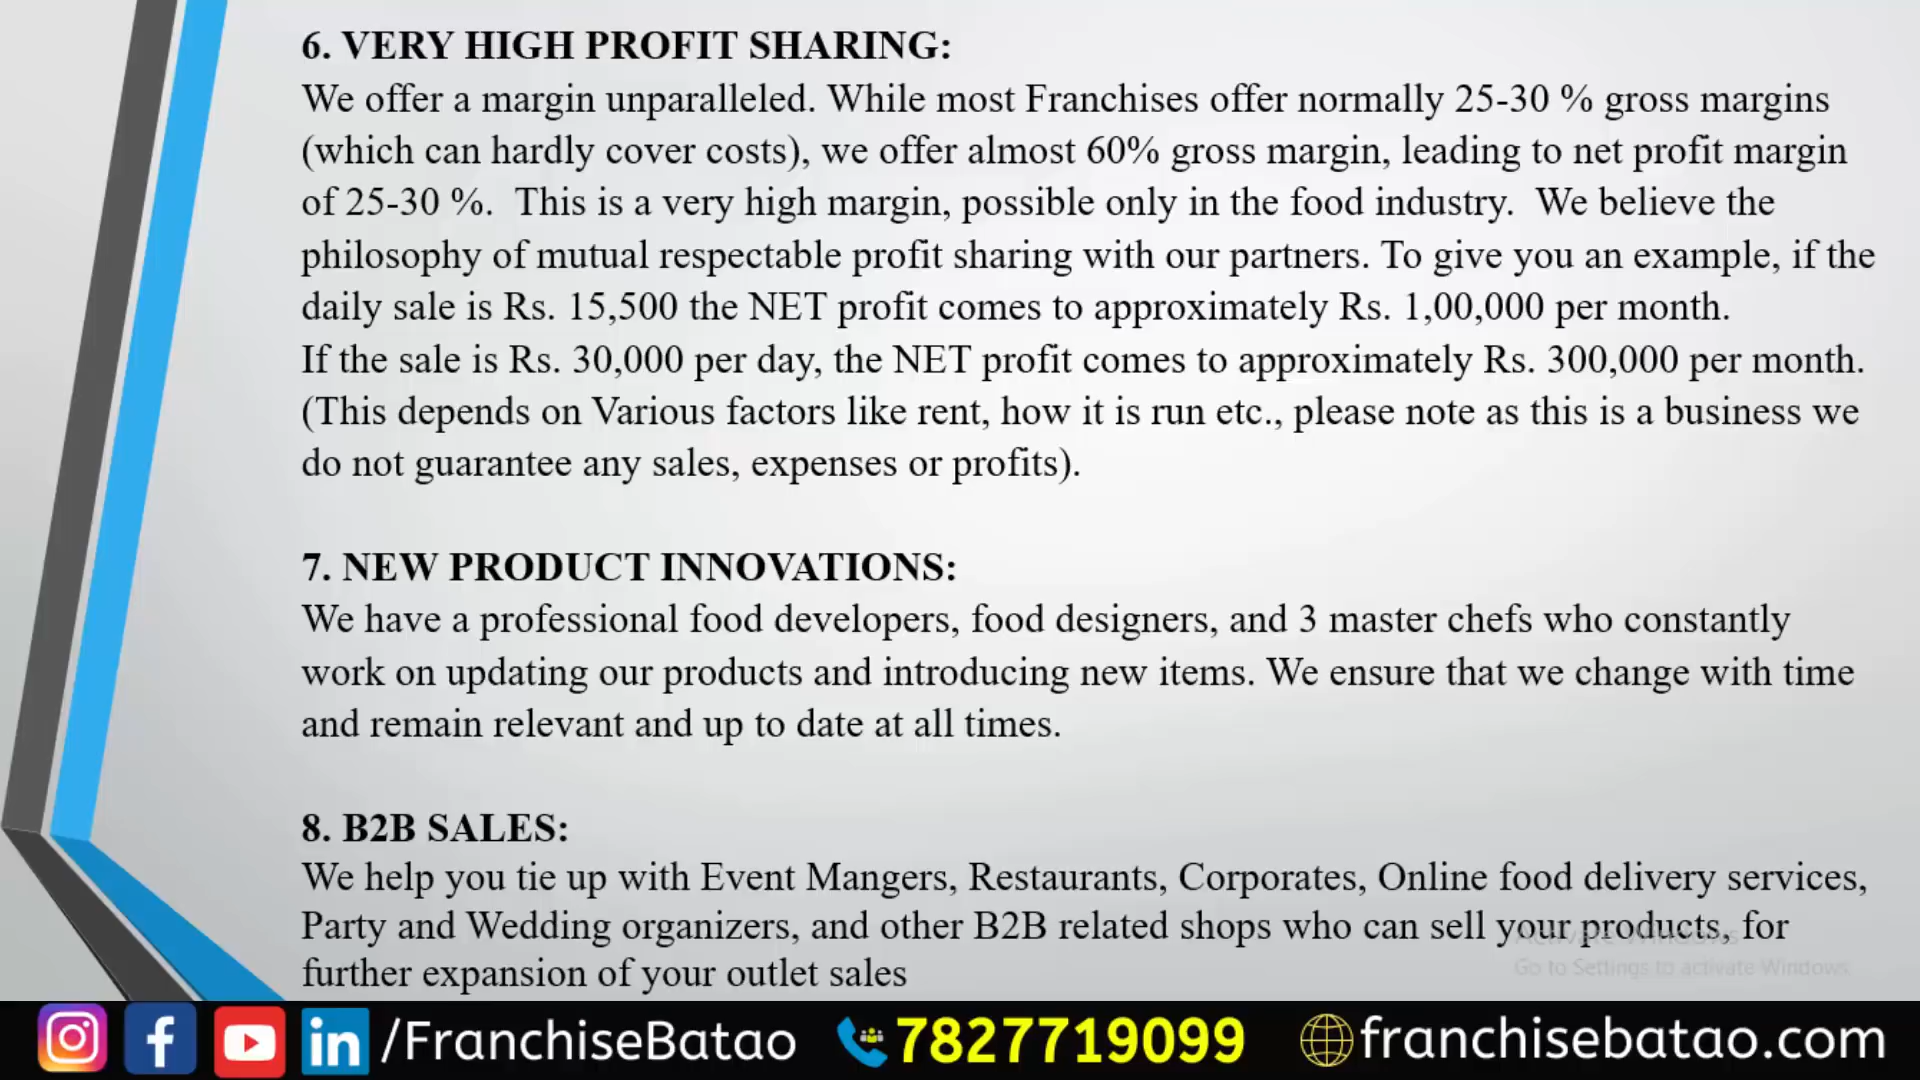 6. VERY HIGH PROFIT SHARING:
We offer a margin unparalleled. While most Franchises offer normally 25-30 % gross margins
(which can hardly cover costs), we offer almost 60% gross margin, leading to net profit margin
of 25-30 %.  This is a very high margin, possible only in the food industry.  We believe the
philosophy of mutual respectable profit sharing with our partners. To give you an example, if the
daily sale is Rs. 15,500 the NET profit comes to approximately Rs. 1,00,000 per month.
If the sale is Rs. 30,000 per day, the NET profit comes to approximately Rs. 300,000 per month.
(This depends on Various factors like rent, how it is run etc., please note as this is a business we
do not guarantee any sales, expenses or profits).
7. NEW PRODUCT INNOVATIONS:
We have a professional food developers, food designers, and 3 master chefs who constantly
work on updating our products and introducing new items. We ensure that we change with time
and remain relevant and up to date at all times.
8. B2B SALES:
We help you tie up with Event Mangers, Restaurants, Corporates, Online food delivery services,
Party and Wedding organizers, and other B2B related shops who can sell your products, for
further expansion of your outlet sales
Activate Windows
Go to Settings to activate Windows.
/FranchiseBatao 7827719099 franchisebatao.com